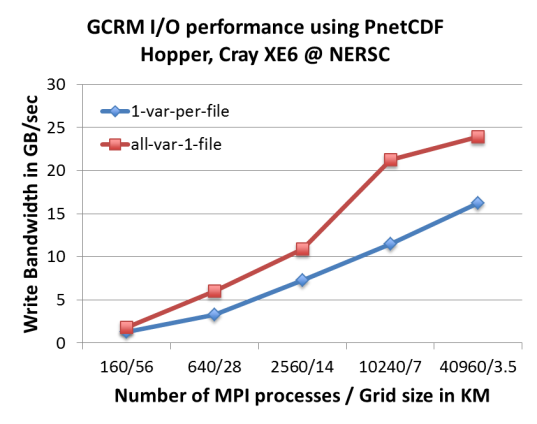 GCRM I/O performance using PnetCDF
Hopper, Cray XE6 @ NERSC
Write Bandwidth in GB/sec
30
25
20
15
10
5
0
1-var-per-file
all-var-1-file
160/56 640/28 2560/14 10240/7 40960/3.5
Number of MPI processes / Grid size in KM